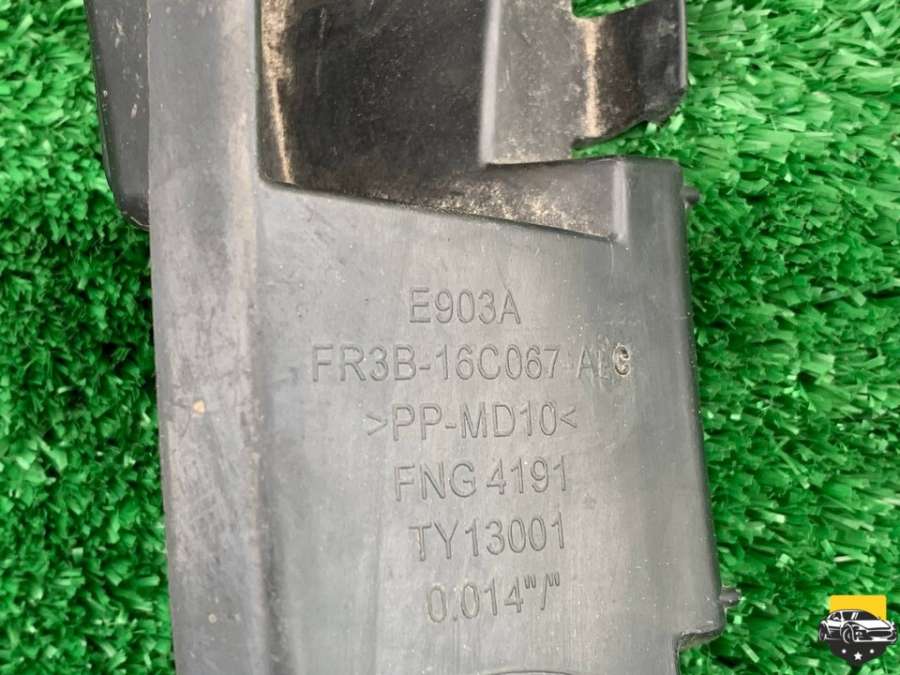 E903A
FR3B-16C067-A
>PP-MD10<
FNG 4191
TY13001
0.014"/"